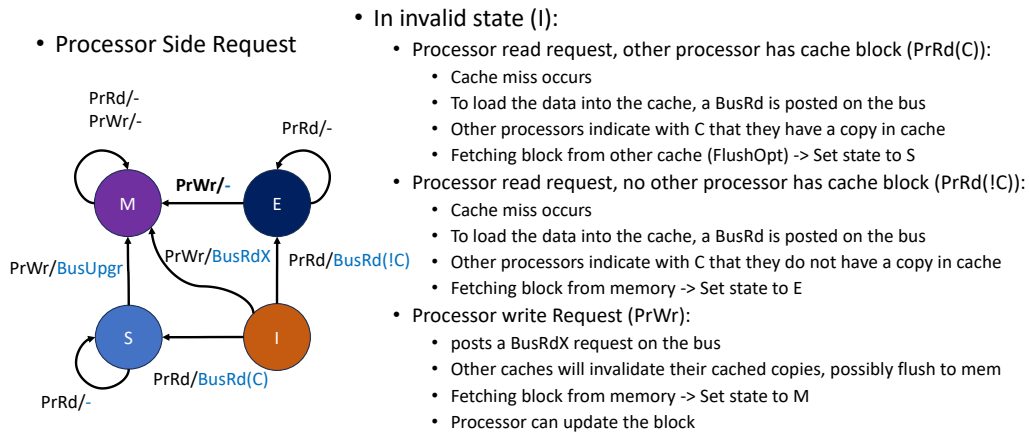 • Processor Side Request
PrRd/-
PrWr/-
PrRd/-
PrWr/-
M
E
PrWr/BusUpgr
PrWr/BusRdX
PrRd/BusRd(!C)
S
I
PrRd/BusRd(C)
PrRd/-
• In invalid state (I):
• Processor read request, other processor has cache block (PrRd(C)):
• Cache miss occurs
• To load the data into the cache, a BusRd is posted on the bus
• Other processors indicate with C that they have a copy in cache
• Fetching block from other cache (FlushOpt) -> Set state to S
• Processor read request, no other processor has cache block (PrRd(!C)):
• Cache miss occurs
• To load the data into the cache, a BusRd is posted on the bus
• Other processors indicate with C that they do not have a copy in cache
• Fetching block from memory -> Set state to E
• Processor write Request (PrWr):
• posts a BusRdX request on the bus
• Other caches will invalidate their cached copies, possibly flush to mem
• Fetching block from memory -> Set state to M
• Processor can update the block